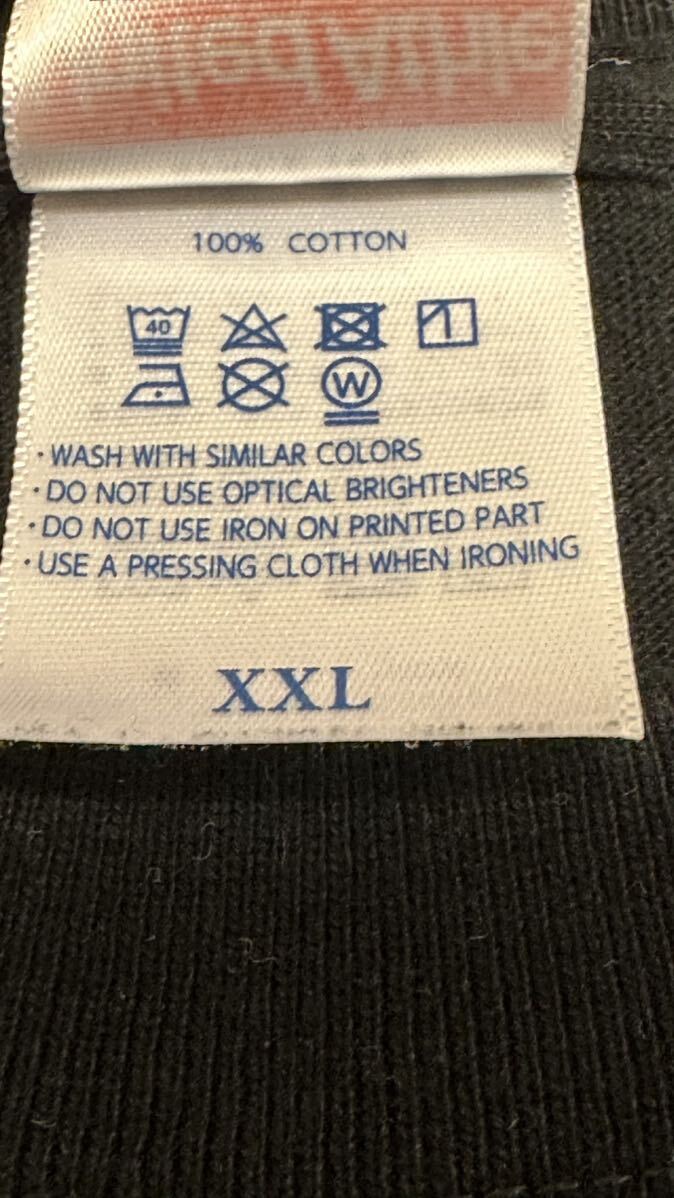 100% COTTON
40
W
· WASH WITH SIMILAR COLORS
· DO NOT USE OPTICAL BRIGHTENERS
· DO NOT USE IRON ON PRINTED PART
· USE A PRESSING CLOTH WHEN IRONING
XXL